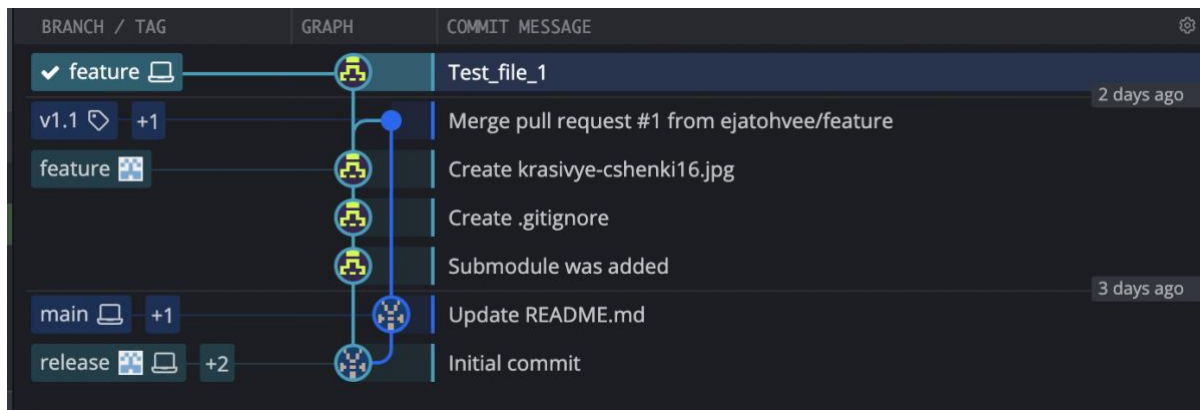 BRANCH / TAG GRAPH COMMIT MESSAGE
feature Test_file_1
2 days ago
v1.1 +1 Merge pull request #1 from ejatohvee/feature
feature Create krasivye-cshenki16.jpg
Create .gitignore
Submodule was added
3 days ago
main +1 Update README.md
release +2 Initial commit